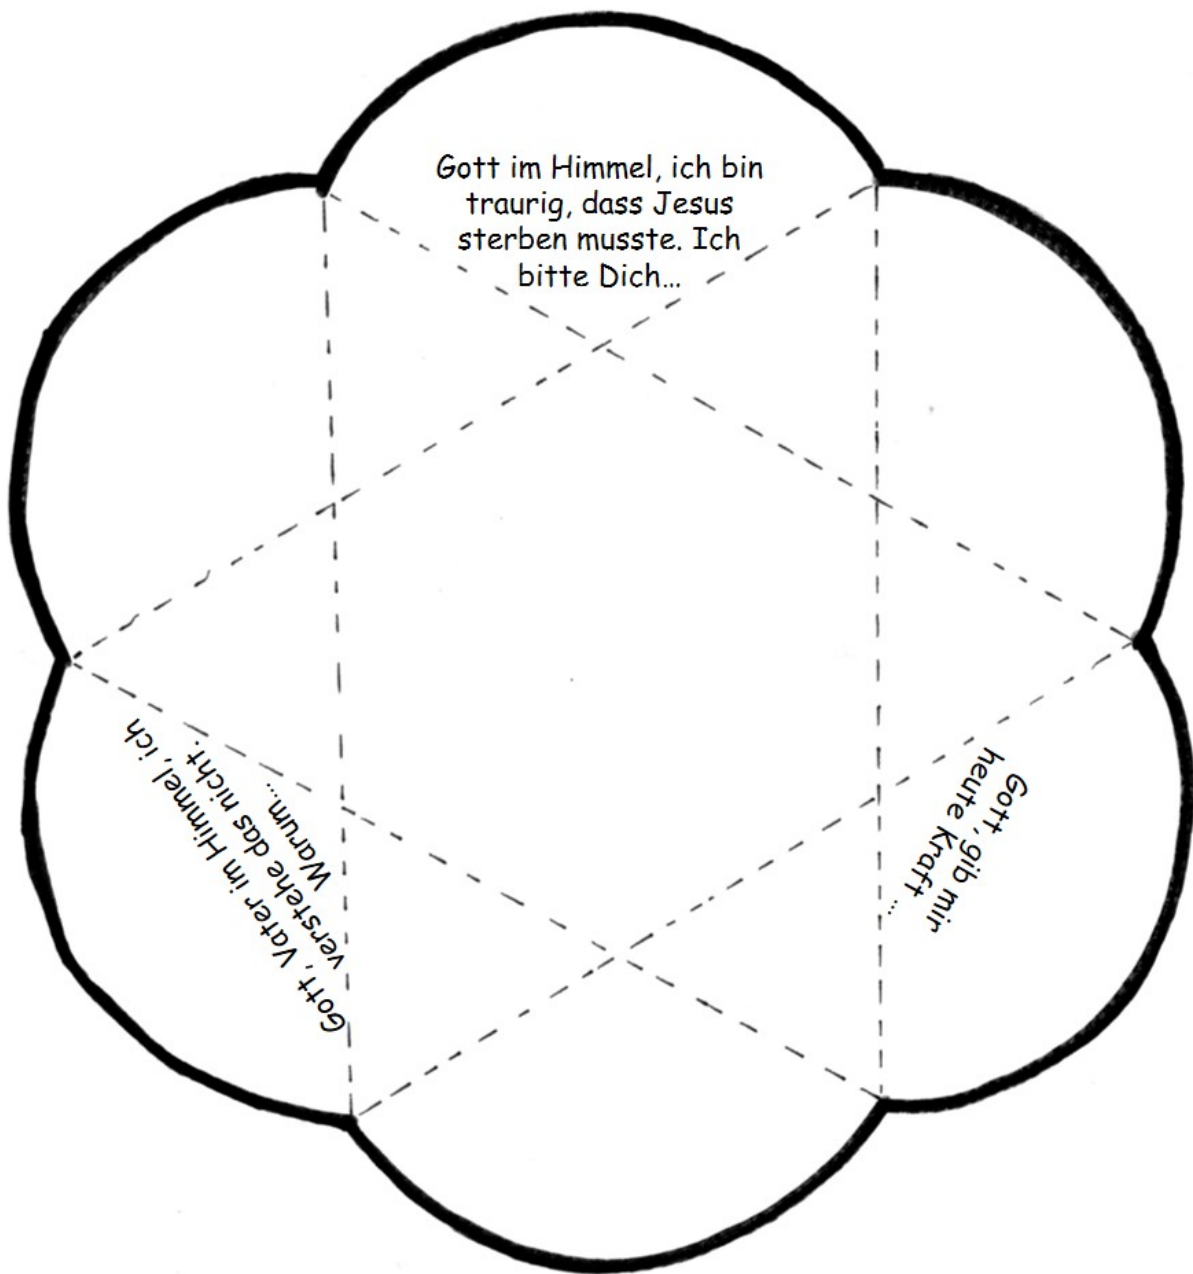 Gott im Himmel, ich bin
traurig, dass Jesus
sterben musste. Ich
bitte Dich...
Gott, gib mir
heute Kraft
...
Gott, Vater im Himmel, ich
verstehe das nicht.
Warum...